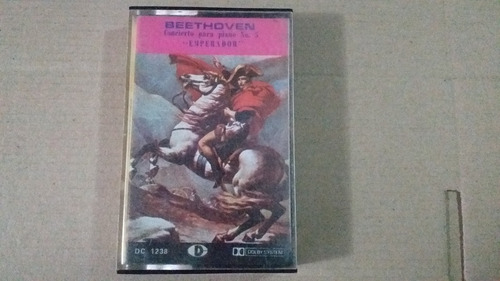 BEETHOVEN
Concierto para piano No. 5
"EMPERADOR"
DC 1238
DOLBY SYSTEM